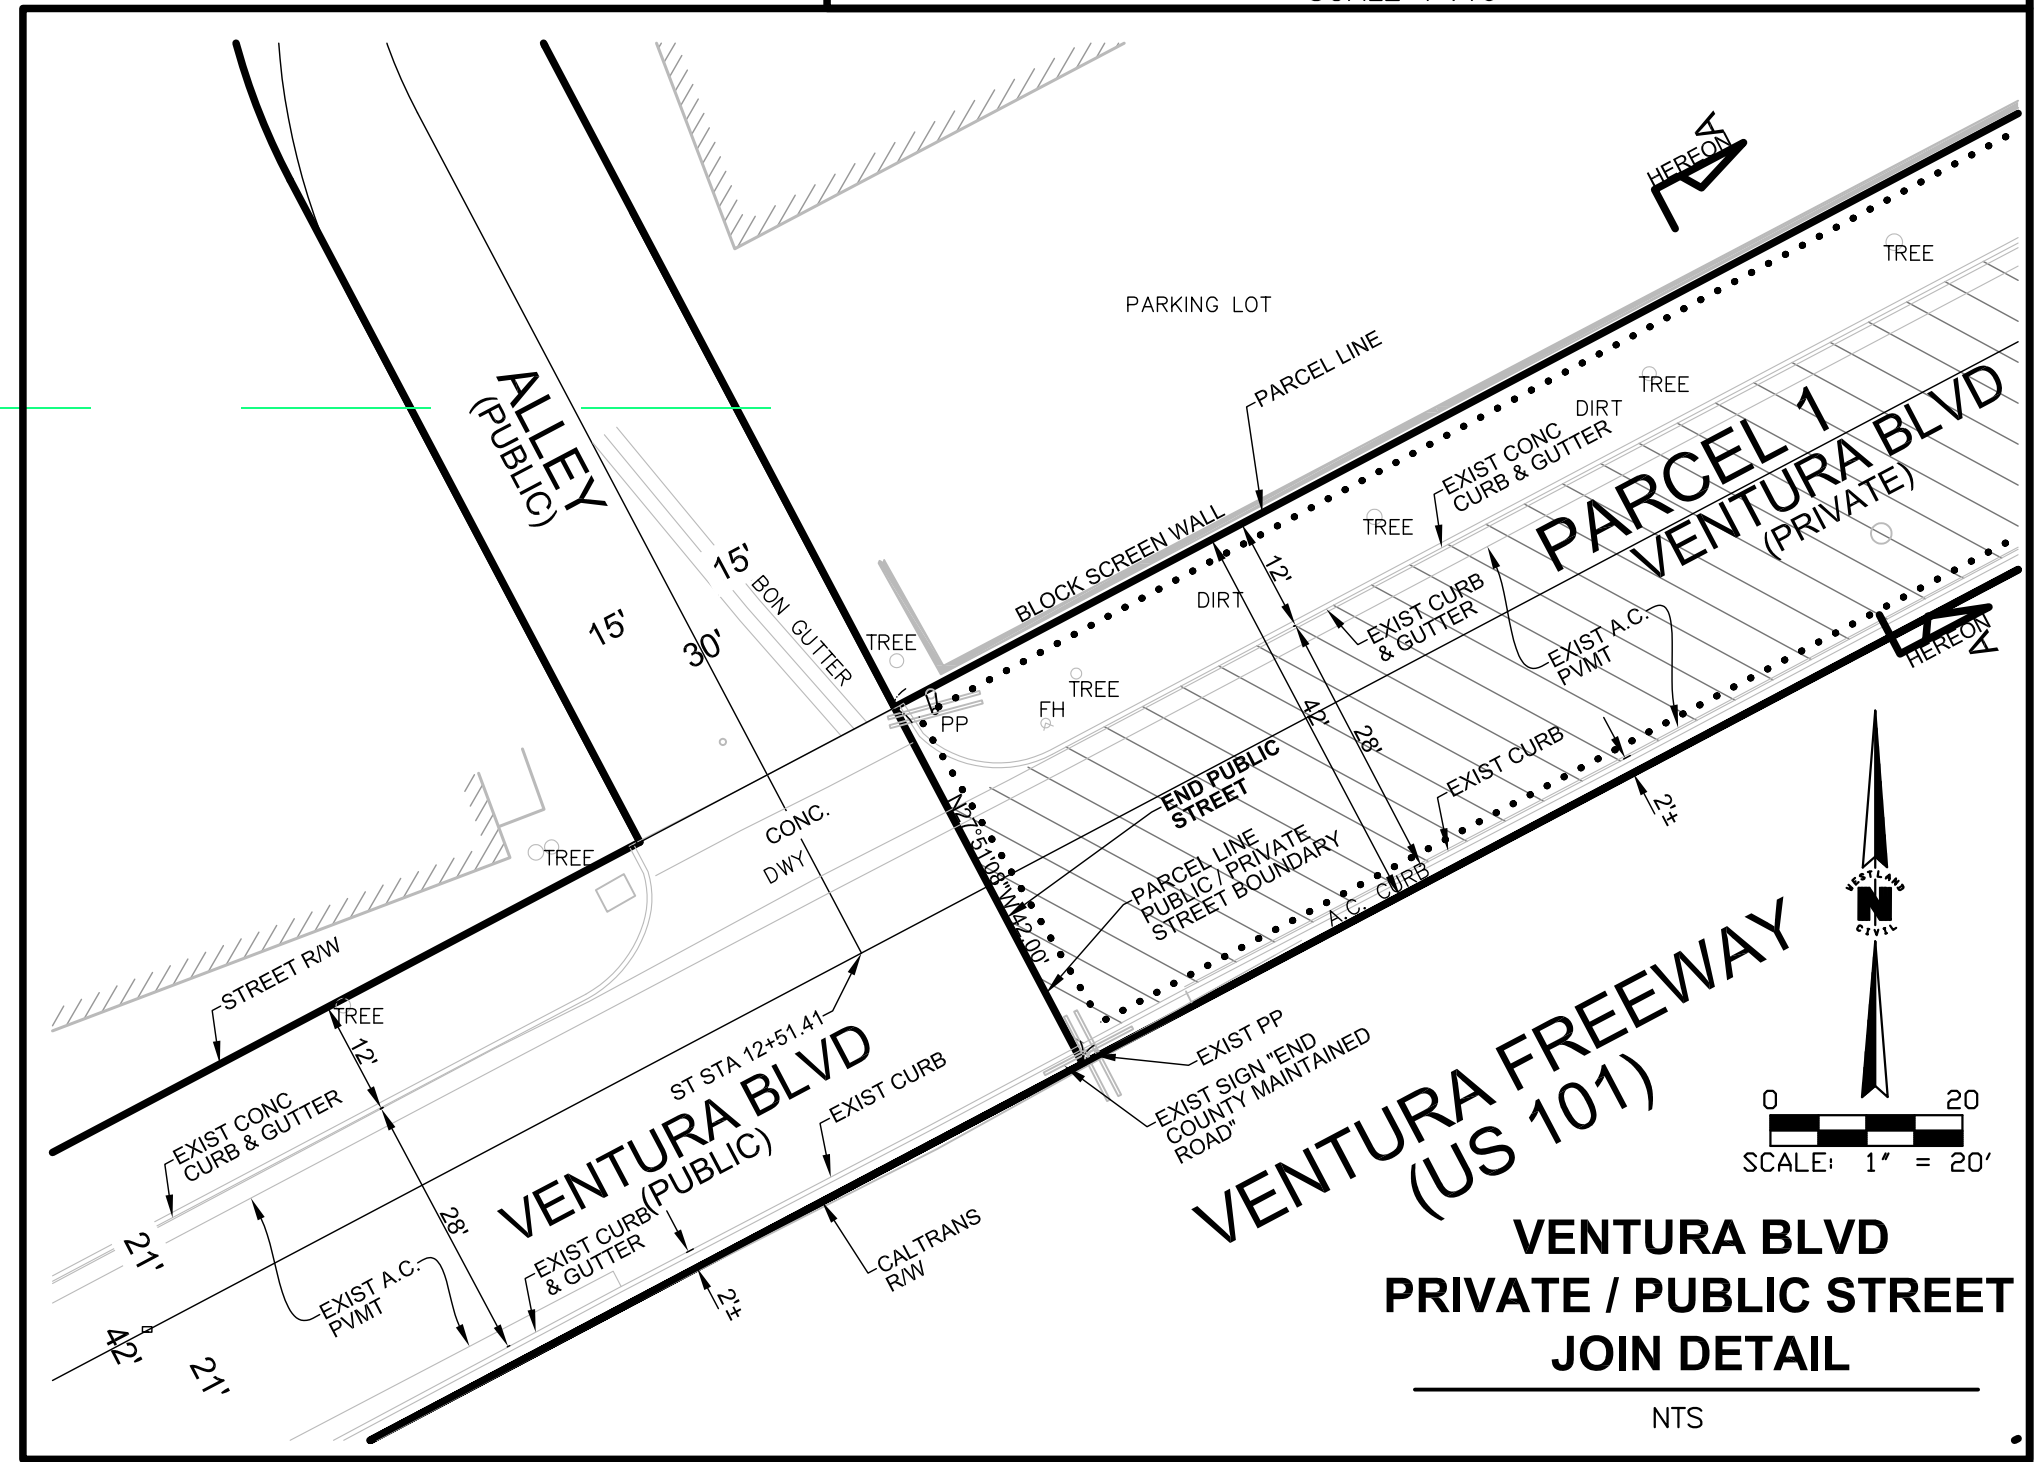 HEREON
A
TREE
PARKING LOT
PARCEL LINE
TREE
DIRT
ALLEY
(PUBLIC)
EXIST CONC
CURB & GUTTER
PARCEL 1
VENTURA BLVD
(PRIVATE)
TREE
BLOCK SCREEN WALL
15'
BON GUTTER
15'
30'
12'
DIRT
EXIST CURB
& GUTTER
EXIST A.C.
PVMT
HEREON
A
TREE
TREE
FH
PP
42'
28'
END PUBLIC
STREET
EXIST CURB
2'±
N27°51'08"W 42.00'
CONC.
DWY
TREE
PARCEL LINE
PUBLIC / PRIVATE
STREET BOUNDARY
A.C. CURB
VESTLAND
N
CIVIL
STREET R/W
TREE
12'
ST STA 12+51.41
VENTURA BLVD
(PUBLIC)
EXIST CURB
EXIST PP
EXIST SIGN "END
COUNTY MAINTAINED
ROAD"
VENTURA FREEWAY
(US 101)
0 20
SCALE: 1" = 20'
EXIST CONC
CURB & GUTTER
28'
21'
42'
21'
EXIST A.C.
PVMT
EXIST CURB
& GUTTER
2'±
CALTRANS
R/W
VENTURA BLVD
PRIVATE / PUBLIC STREET
JOIN DETAIL
NTS